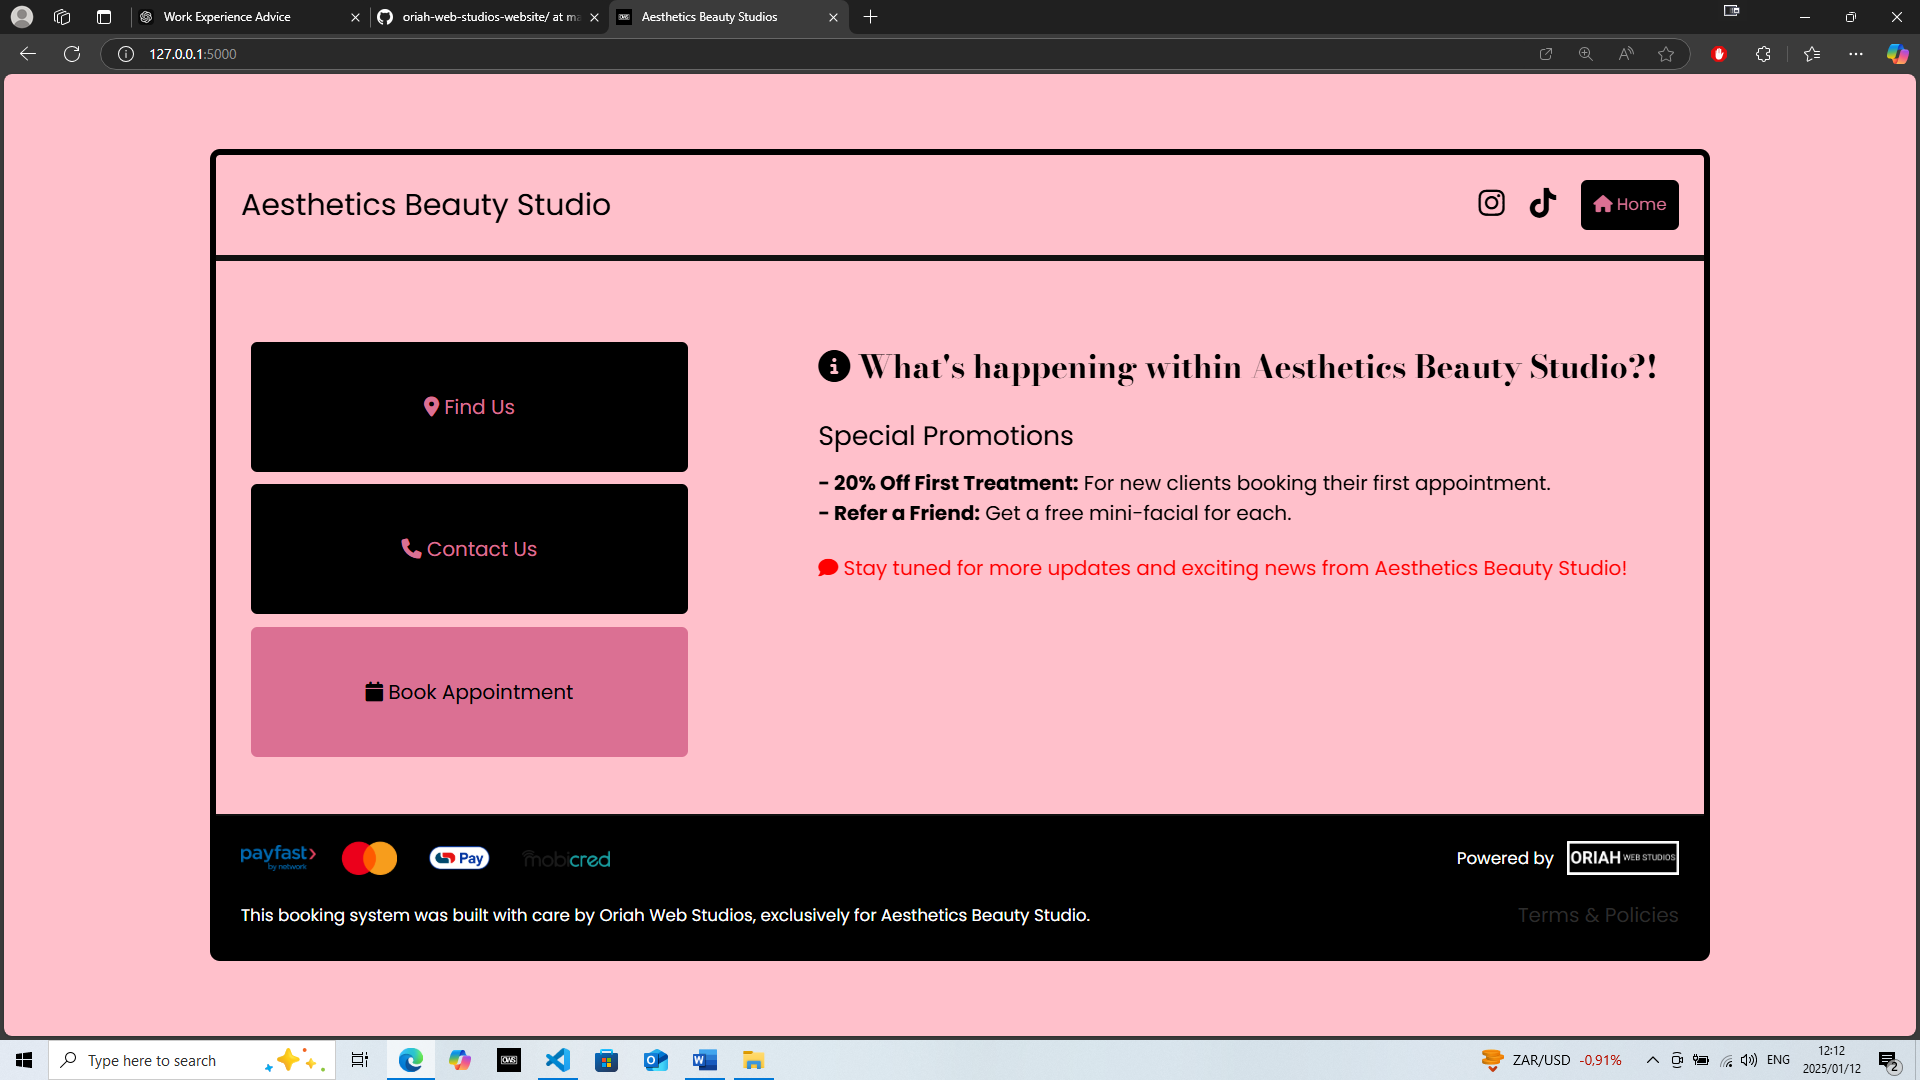 Work Experience Advice
oriah-web-studios-website/ at ma
Aesthetics Beauty Studios
127.0.0.1:5000
Aesthetics Beauty Studio
Home
Find Us
Contact Us
Book Appointment
What's happening within Aesthetics Beauty Studio?!
Special Promotions
- 20% Off First Treatment: For new clients booking their first appointment.
- Refer a Friend: Get a free mini-facial for each.
Stay tuned for more updates and exciting news from Aesthetics Beauty Studio!
payfast
by network
Pay
mobicred
Powered by
ORIAH WEB STUDIOS
This booking system was built with care by Oriah Web Studios, exclusively for Aesthetics Beauty Studio.
Terms & Policies
Type here to search
OWS
ZAR/USD -0,91%
ENG
12:12
2025/01/12
2